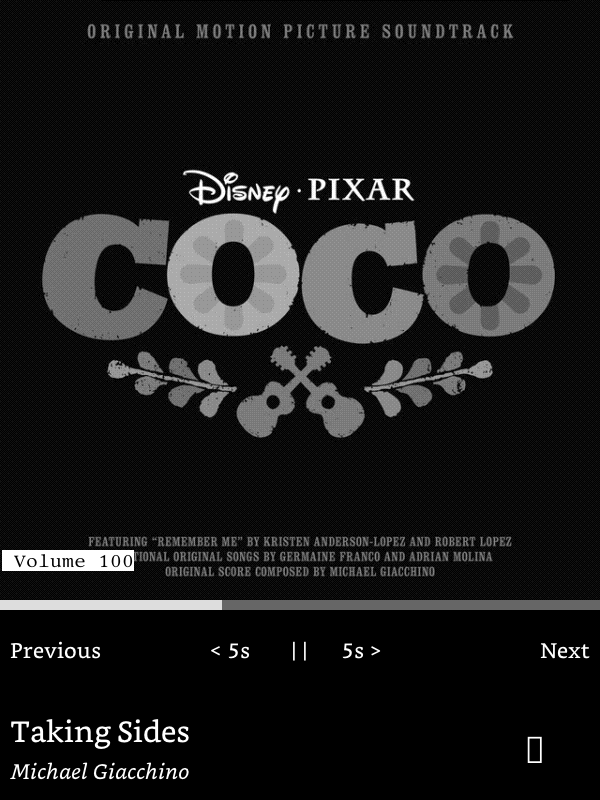 ORIGINAL MOTION PICTURE SOUNDTRACK
DISNEY · PIXAR
COCO
FEATURING “REMEMBER ME” BY KRISTEN ANDERSON-LOPEZ AND ROBERT LOPEZ
Volume 100
TIONAL ORIGINAL SONGS BY GERMAINE FRANCO AND ADRIAN MOLINA
ORIGINAL SCORE COMPOSED BY MICHAEL GIACCHINO
Previous < 5s || 5s > Next
Taking Sides
Michael Giacchino